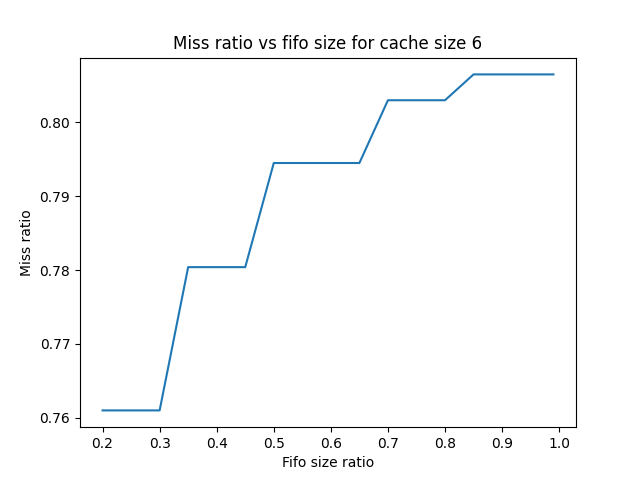 Miss ratio vs fifo size for cache size 6
0.80
0.79
0.78
0.77
0.76
Miss ratio
0.2 0.3 0.4 0.5 0.6 0.7 0.8 0.9 1.0
Fifo size ratio